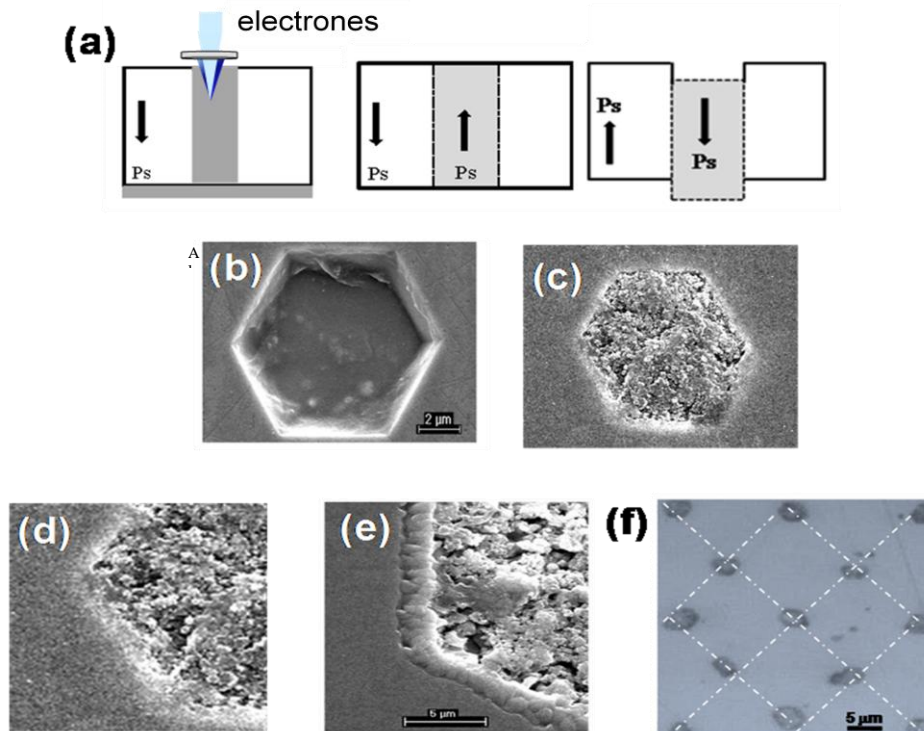 electrones
(a)
Ps
Ps
Ps
Ps
Ps
A
(b)
2 µm
(c)
(d)
(e)
5 µm
(f)
5 µm